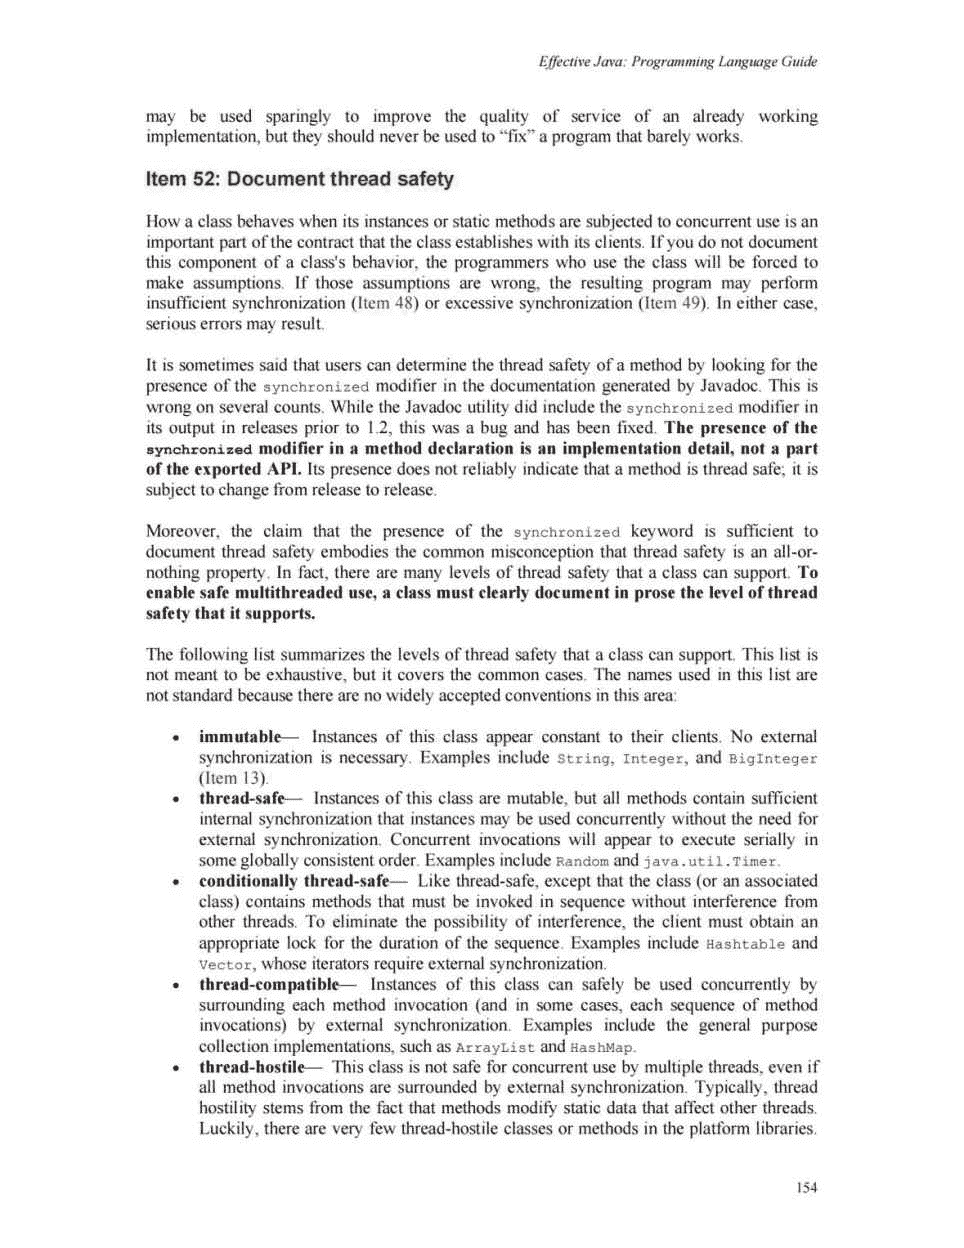 Effective Java: Programming Language Guide
may be used sparingly to improve the quality of service of an already working
implementation, but they should never be used to “fix” a program that barely works.
Item 52: Document thread safety
How a class behaves when its instances or static methods are subjected to concurrent use is an
important part of the contract that the class establishes with its clients. If you do not document
this component of a class's behavior, the programmers who use the class will be forced to
make assumptions. If those assumptions are wrong, the resulting program may perform
insufficient synchronization (Item 48) or excessive synchronization (Item 49). In either case,
serious errors may result.
It is sometimes said that users can determine the thread safety of a method by looking for the
presence of the synchronized modifier in the documentation generated by Javadoc. This is
wrong on several counts. While the Javadoc utility did include the synchronized modifier in
its output in releases prior to 1.2, this was a bug and has been fixed. The presence of the
synchronized modifier in a method declaration is an implementation detail, not a part
of the exported API. Its presence does not reliably indicate that a method is thread safe; it is
subject to change from release to release.
Moreover, the claim that the presence of the synchronized keyword is sufficient to
document thread safety embodies the common misconception that thread safety is an all-or-
nothing property. In fact, there are many levels of thread safety that a class can support. To
enable safe multithreaded use, a class must clearly document in prose the level of thread
safety that it supports.
The following list summarizes the levels of thread safety that a class can support. This list is
not meant to be exhaustive, but it covers the common cases. The names used in this list are
not standard because there are no widely accepted conventions in this area:
• immutable— Instances of this class appear constant to their clients. No external
synchronization is necessary. Examples include String, Integer, and BigInteger
(Item 13).
• thread-safe— Instances of this class are mutable, but all methods contain sufficient
internal synchronization that instances may be used concurrently without the need for
external synchronization. Concurrent invocations will appear to execute serially in
some globally consistent order. Examples include Random and java.util.Timer.
• conditionally thread-safe— Like thread-safe, except that the class (or an associated
class) contains methods that must be invoked in sequence without interference from
other threads. To eliminate the possibility of interference, the client must obtain an
appropriate lock for the duration of the sequence. Examples include Hashtable and
Vector, whose iterators require external synchronization.
• thread-compatible— Instances of this class can safely be used concurrently by
surrounding each method invocation (and in some cases, each sequence of method
invocations) by external synchronization. Examples include the general purpose
collection implementations, such as ArrayList and HashMap.
• thread-hostile— This class is not safe for concurrent use by multiple threads, even if
all method invocations are surrounded by external synchronization. Typically, thread
hostility stems from the fact that methods modify static data that affect other threads.
Luckily, there are very few thread-hostile classes or methods in the platform libraries.
154